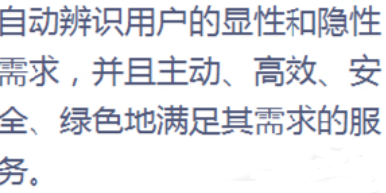 自动辨识用户的显性和隐性
需求，并且主动、高效、安
全、绿色地满足其需求的服
务。